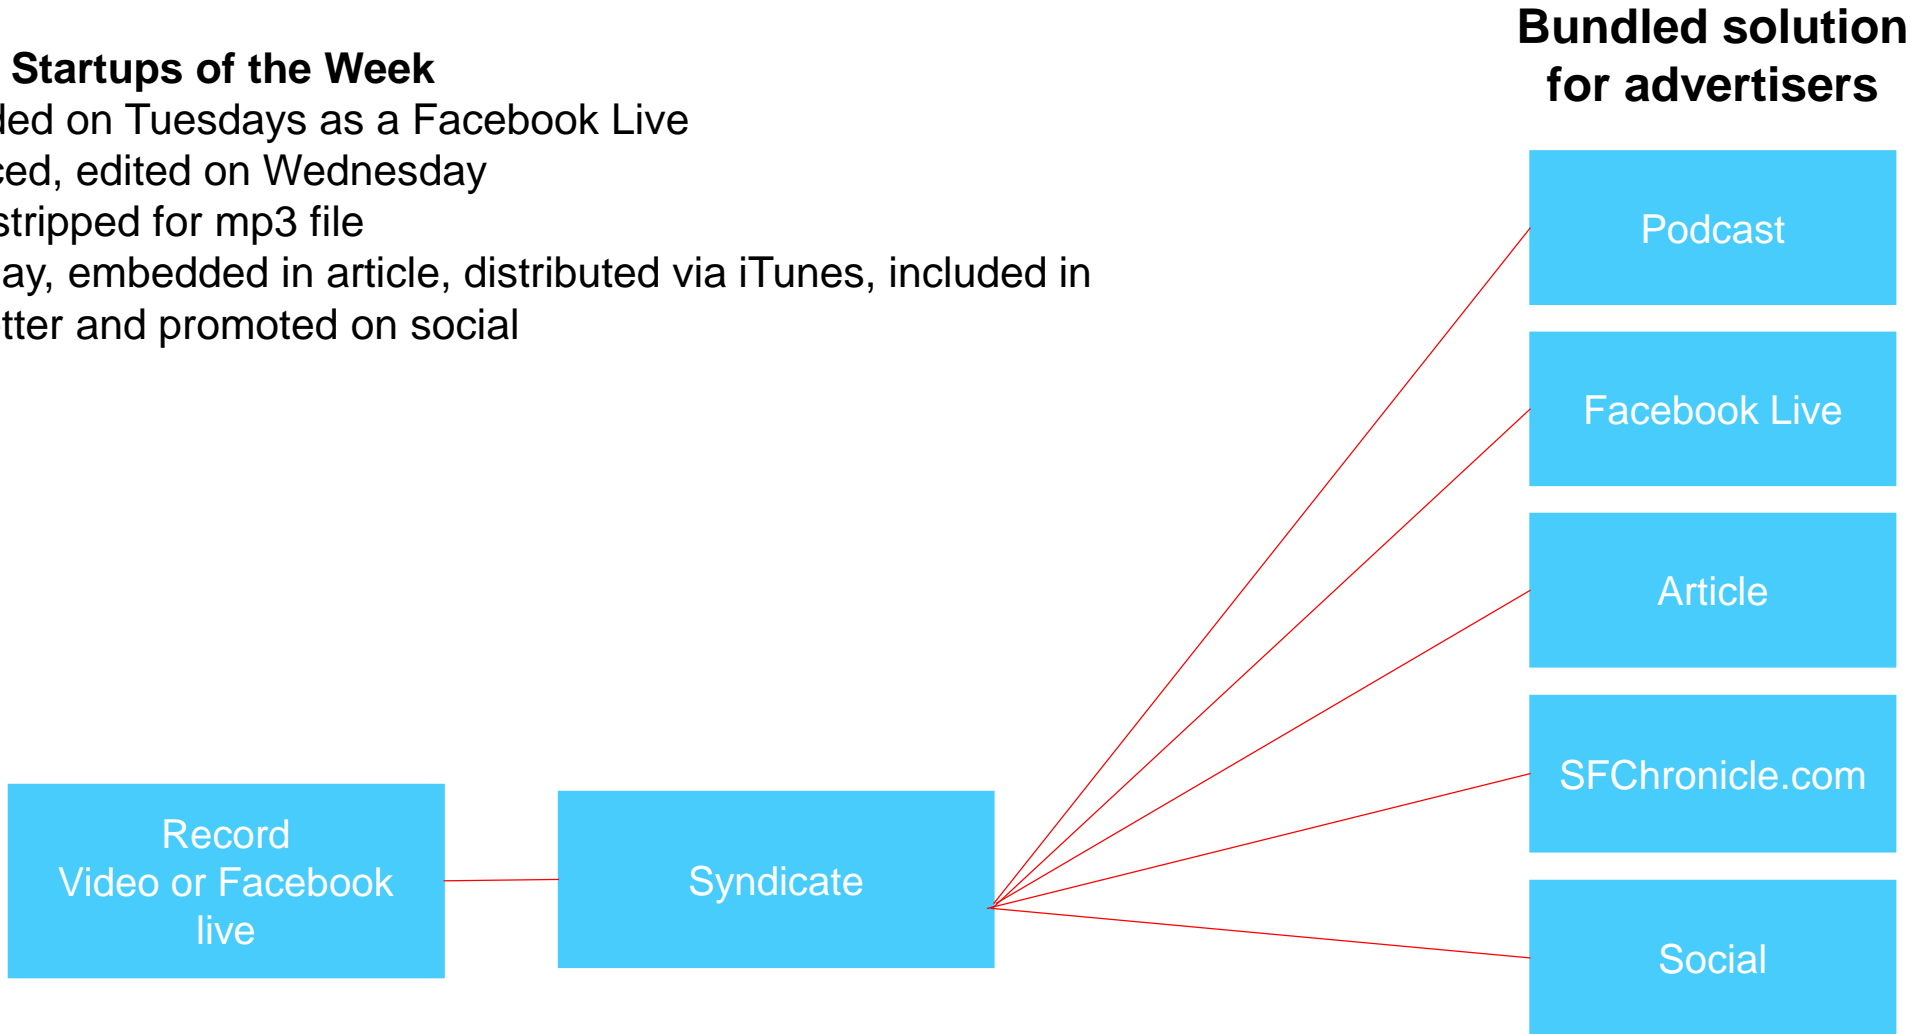 Startups of the Week
ded on Tuesdays as a Facebook Live
ced, edited on Wednesday
stripped for mp3 file
ay, embedded in article, distributed via iTunes, included in
tter and promoted on social
Bundled solution
for advertisers
Podcast
Facebook Live
Article
SFChronicle.com
Social
Record
Video or Facebook
live
Syndicate